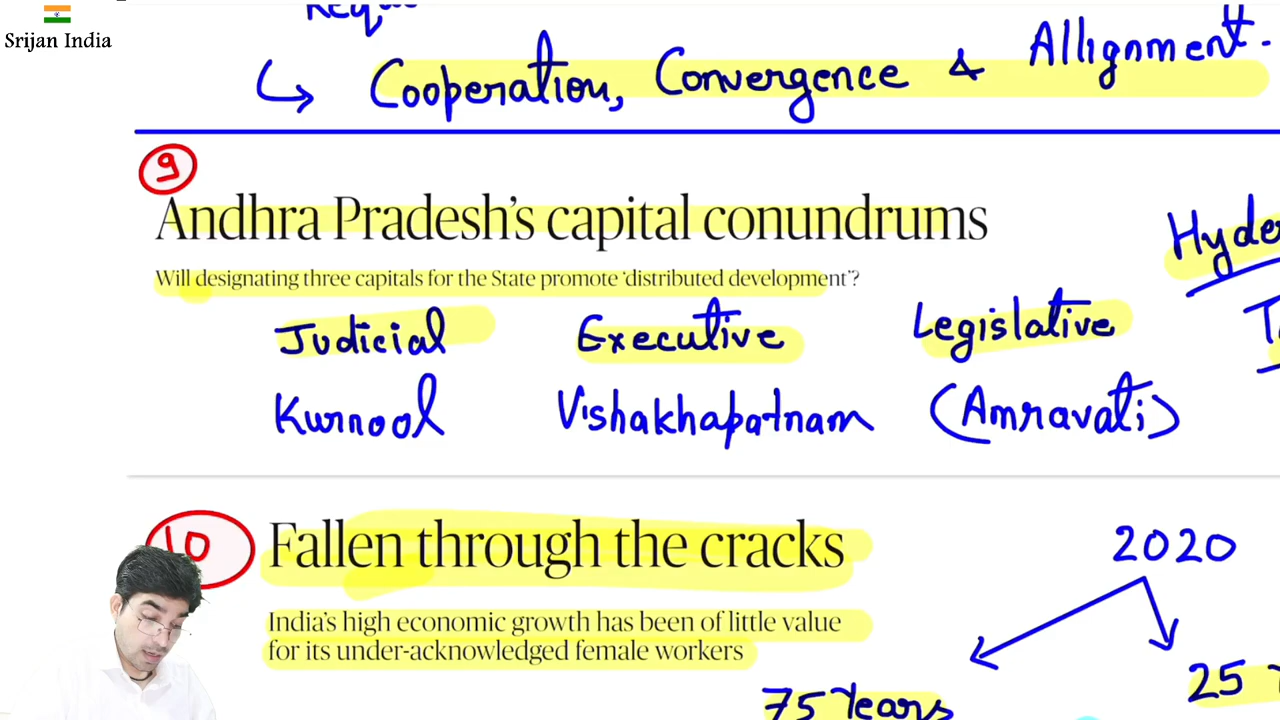 Srijan India
Cooperation, Convergence & Allignment.
9
Andhra Pradesh's capital conundrums
Will designating three capitals for the State promote 'distributed development'?
Judicial Executive Legislative
Kurnool Vishakhapatnam (Amravati)
10
Fallen through the cracks
2020
India's high economic growth has been of little value
for its under-acknowledged female workers
75 Years
25